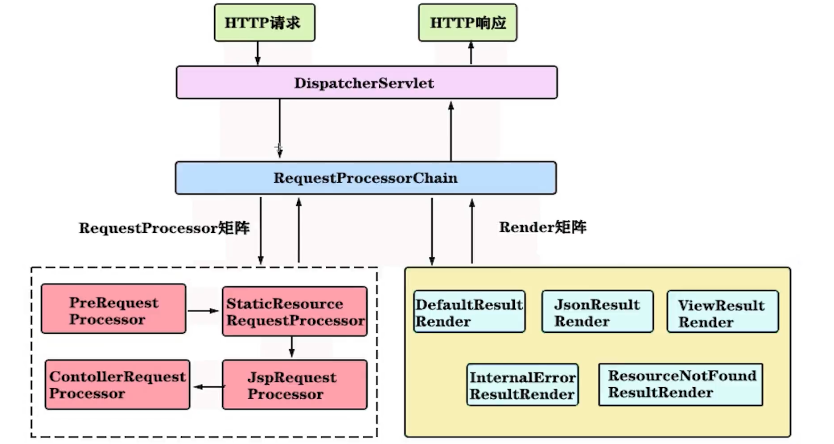 HTTP请求
HTTP响应
DispatcherServlet
RequestProcessorChain
RequestProcessor矩阵
Render矩阵
PreRequest
Processor
StaticResource
RequestProcessor
ContollerRequest
Processor
JspRequest
Processor
DefaultResult
Render
JsonResult
Render
ViewResult
Render
InternalError
ResultRender
ResourceNotFound
ResultRender